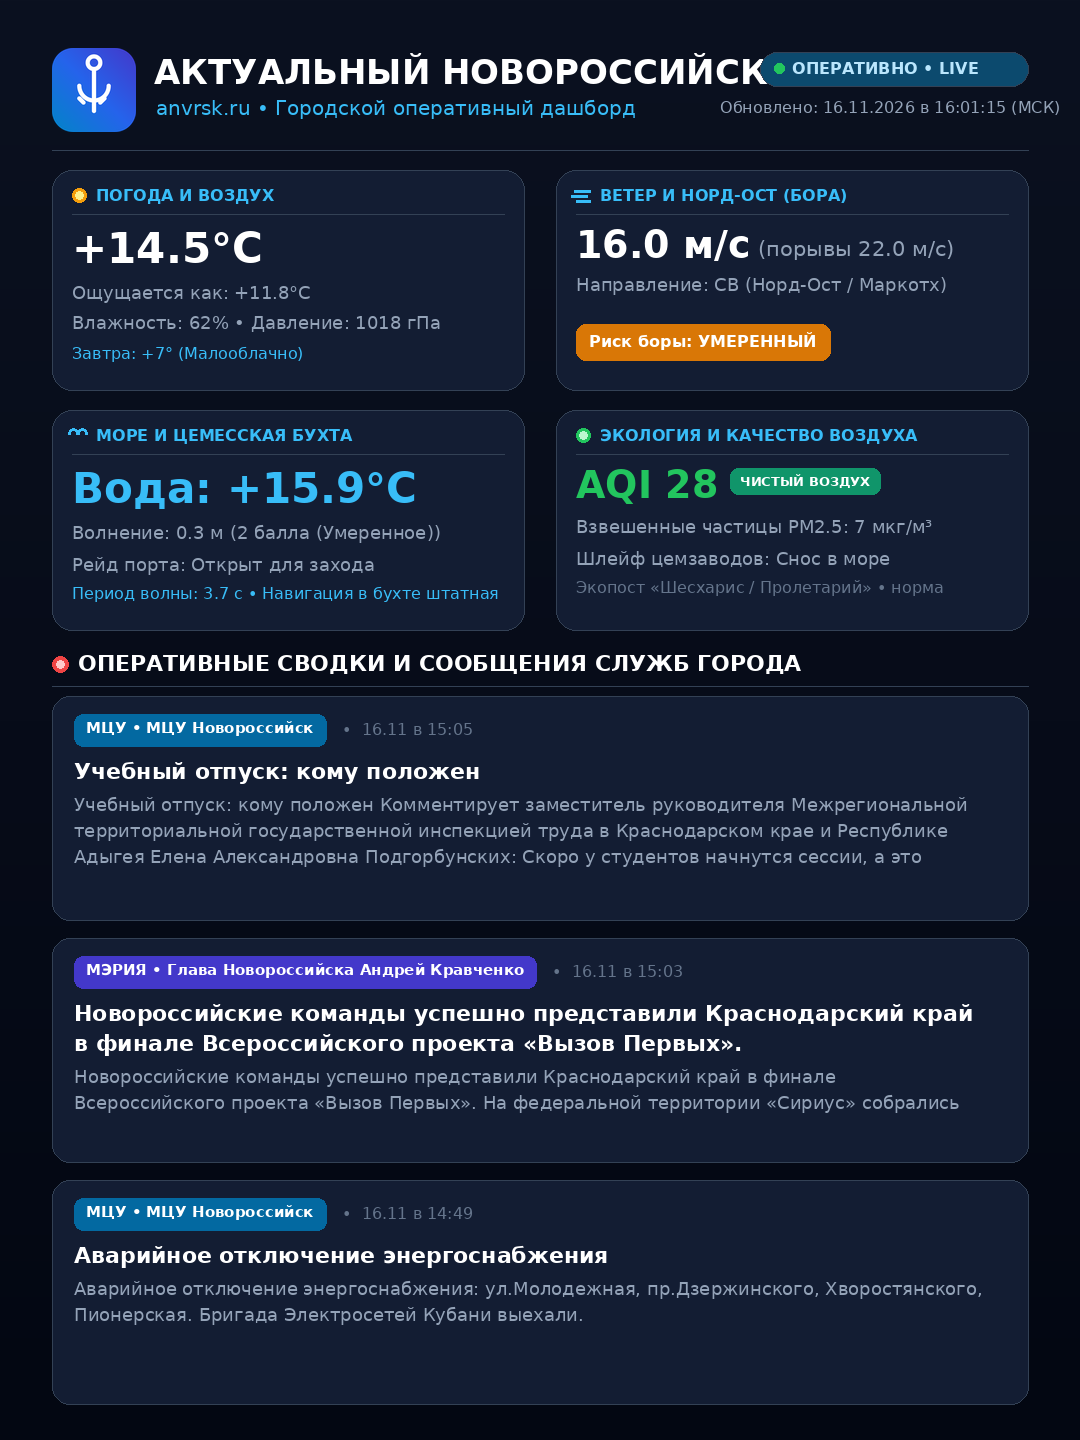 АКТУАЛЬНЫЙ НОВОРОССИЙСК
ОПЕРАТИВНО • LIVE
anvrsk.ru • Городской оперативный дашборд
Обновлено: 16.11.2026 в 16:01:15 (МСК)
ПОГОДА И ВОЗДУХ
+14.5°C
Ощущается как: +11.8°C
Влажность: 62% • Давление: 1018 гПа
Завтра: +7° (Малооблачно)
ВЕТЕР И НОРД-ОСТ (БОРА)
16.0 м/с (порывы 22.0 м/с)
Направление: СВ (Норд-Ост / Маркотх)
Риск боры: УМЕРЕННЫЙ
МОРЕ И ЦЕМЕССКАЯ БУХТА
Вода: +15.9°C
Волнение: 0.3 м (2 балла (Умеренное))
Рейд порта: Открыт для захода
Период волны: 3.7 с • Навигация в бухте штатная
ЭКОЛОГИЯ И КАЧЕСТВО ВОЗДУХА
AQI 28 ЧИСТЫЙ ВОЗДУХ
Взвешенные частицы PM2.5: 7 мкг/м³
Шлейф цемзаводов: Снос в море
Экопост «Шесхарис / Пролетарий» • норма
ОПЕРАТИВНЫЕ СВОДКИ И СООБЩЕНИЯ СЛУЖБ ГОРОДА
МЦУ • МЦУ Новороссийск • 16.11 в 15:05
Учебный отпуск: кому положен
Учебный отпуск: кому положен Комментирует заместитель руководителя Межрегиональной
территориальной государственной инспекцией труда в Краснодарском крае и Республике
Адыгея Елена Александровна Подгорбунских: Скоро у студентов начнутся сессии, а это
МЭРИЯ • Глава Новороссийска Андрей Кравченко • 16.11 в 15:03
Новороссийские команды успешно представили Краснодарский край
в финале Всероссийского проекта «Вызов Первых».
Новороссийские команды успешно представили Краснодарский край в финале
Всероссийского проекта «Вызов Первых». На федеральной территории «Сириус» собрались
МЦУ • МЦУ Новороссийск • 16.11 в 14:49
Аварийное отключение энергоснабжения
Аварийное отключение энергоснабжения: ул.Молодежная, пр.Дзержинского, Хворостянского,
Пионерская. Бригада Электросетей Кубани выехали.